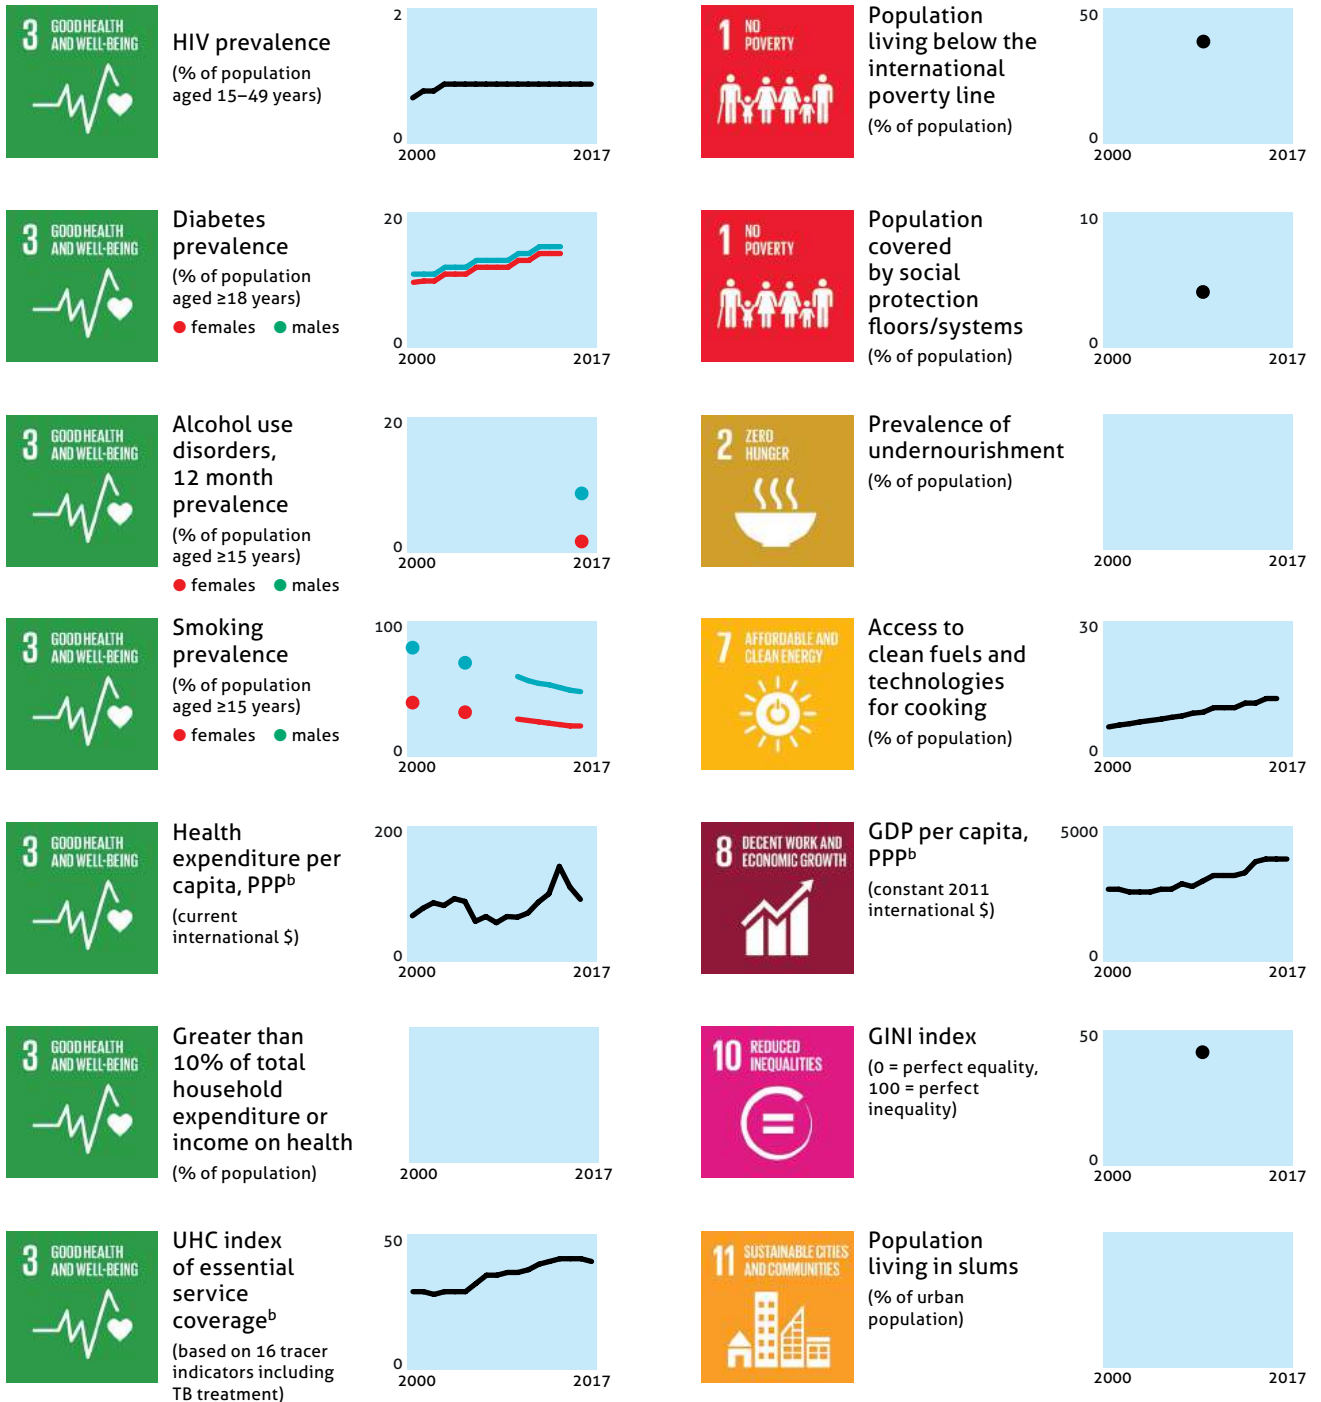 3 GOOD HEALTH
AND WELL-BEING
HIV prevalence
(% of population
aged 15–49 years)
2
0
2000 2017
3 GOOD HEALTH
AND WELL-BEING
Diabetes
prevalence
(% of population
aged ≥18 years)
females males
20
0
2000 2017
3 GOOD HEALTH
AND WELL-BEING
Alcohol use
disorders,
12 month
prevalence
(% of population
aged ≥15 years)
females males
20
0
2000 2017
3 GOOD HEALTH
AND WELL-BEING
Smoking
prevalence
(% of population
aged ≥15 years)
females males
100
0
2000 2017
3 GOOD HEALTH
AND WELL-BEING
Health
expenditure per
capita, PPPᵇ
(current
international $)
200
0
2000 2017
3 GOOD HEALTH
AND WELL-BEING
Greater than
10% of total
household
expenditure or
income on health
(% of population)
2000 2017
3 GOOD HEALTH
AND WELL-BEING
UHC index
of essential
service
coverageᵇ
(based on 16 tracer
indicators including
TB treatment)
50
0
2000 2017
1 NO
POVERTY
Population
living below the
international
poverty line
(% of population)
50
0
2000 2017
1 NO
POVERTY
Population
covered
by social
protection
floors/systems
(% of population)
10
0
2000 2017
2 ZERO
HUNGER
Prevalence of
undernourishment
(% of population)
2000 2017
7 AFFORDABLE AND
CLEAN ENERGY
Access to
clean fuels and
technologies
for cooking
(% of population)
30
0
2000 2017
8 DECENT WORK AND
ECONOMIC GROWTH
GDP per capita,
PPPᵇ
(constant 2011
international $)
5000
0
2000 2017
10 REDUCED
INEQUALITIES
GINI index
(0 = perfect equality,
100 = perfect
inequality)
50
0
2000 2017
11 SUSTAINABLE CITIES
AND COMMUNITIES
Population
living in slums
(% of urban
population)
2000 2017